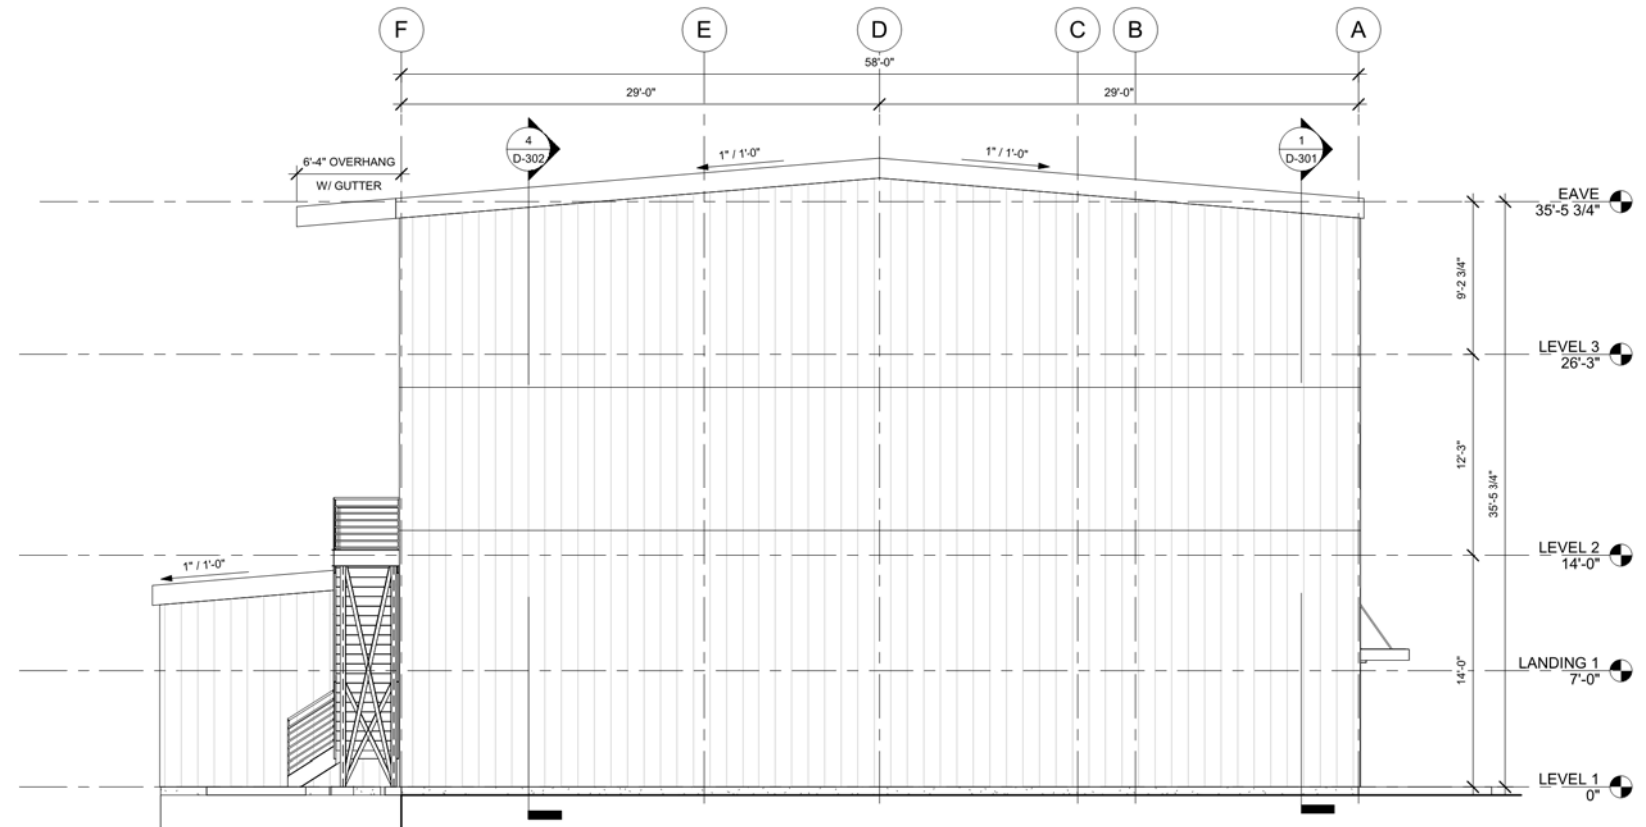 F E D C B A
58'-0"
29'-0" 29'-0"
4
D-302
1
D-301
1" / 1'-0" 1" / 1'-0"
6'-4" OVERHANG
W/ GUTTER
EAVE
35'-5 3/4"
9'-2 3/4"
LEVEL 3
26'-3"
12'-3"
35'-5 3/4"
LEVEL 2
14'-0"
1" / 1'-0"
LANDING 1
7'-0"
14'-0"
LEVEL 1
0"